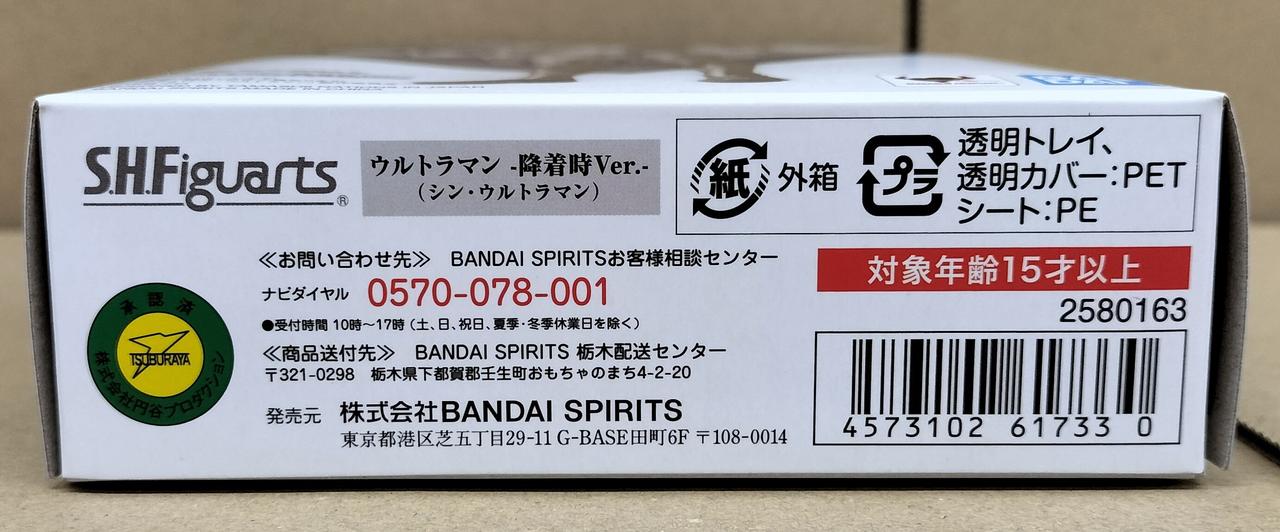 S.H.Figuarts®
ウルトラマン -降着時Ver.-
(シン・ウルトラマン)
紙 外箱
プラ
透明トレイ、
透明カバー:PET
シート:PE
≪お問い合わせ先≫ BANDAI SPIRITSお客様相談センター
ナビダイヤル 0570-078-001
●受付時間 10時〜17時(土、日、祝日、夏季・冬季休業日を除く)
≪商品送付先≫ BANDAI SPIRITS 栃木配送センター
〒321-0298 栃木県下都賀郡壬生町おもちゃのまち4-2-20
発売元 株式会社BANDAI SPIRITS
東京都港区芝五丁目29-11 G-BASE田町6F 〒108-0014
承認済
TSUBURAYA
株式会社円谷プロダクション
対象年齢15才以上
2580163
4573102 61733 0